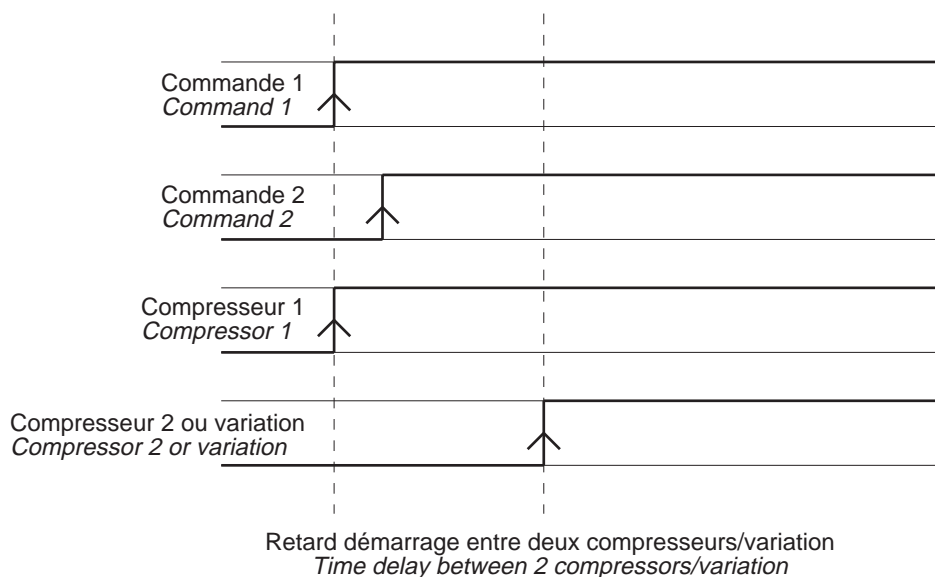 Commande 1
Command 1
Commande 2
Command 2
Compresseur 1
Compressor 1
Compresseur 2 ou variation
Compressor 2 or variation
Retard démarrage entre deux compresseurs/variation
Time delay between 2 compressors/variation